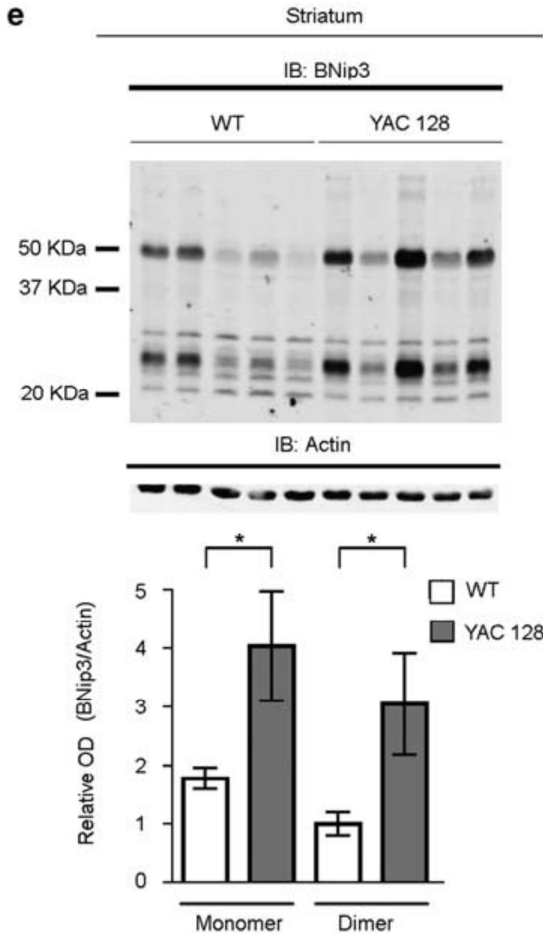 e
Striatum
IB: BNip3
WT YAC 128
50 KDa
37 KDa
20 KDa
IB: Actin
* *
5
4
3
2
1
0
Relative OD (BNip3/Actin)
WT
YAC 128
Monomer Dimer